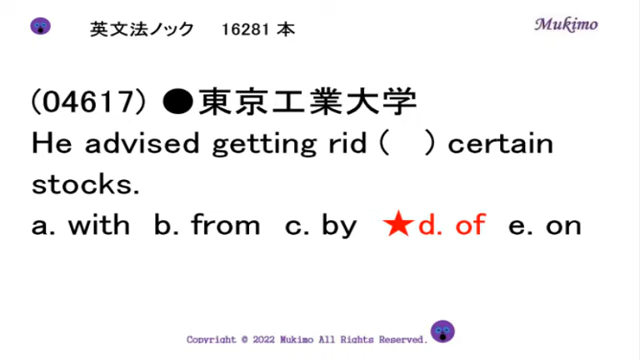 英文法ノック 16281 本 Mukimo
(04617) ●東京工業大学
He advised getting rid ( ) certain
stocks.
a. with b. from c. by ★d. of e. on
Copyright © 2022 Mukimo All Rights Reserved.